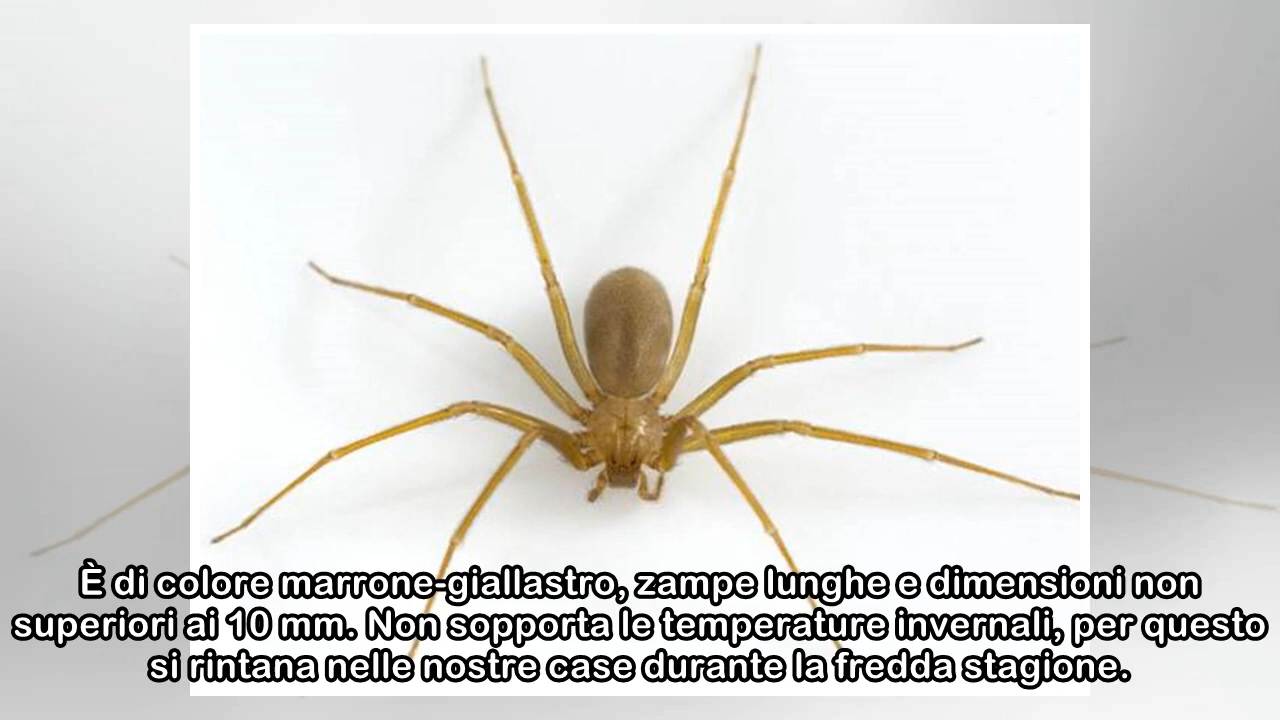 È di colore marrone-giallastro, zampe lunghe e dimensioni non
superiori ai 10 mm. Non sopporta le temperature invernali, per questo
si rintana nelle nostre case durante la fredda stagione.